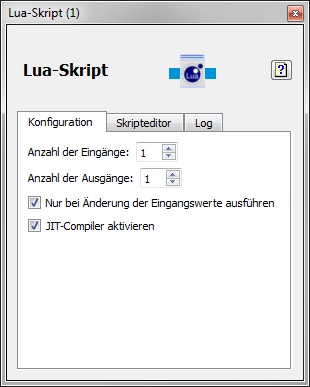 Lua-Skript (1)
Lua-Skript
Lua
?
Konfiguration Skripteditor Log
Anzahl der Eingänge: 1
Anzahl der Ausgänge: 1
Nur bei Änderung der Eingangswerte ausführen
JIT-Compiler aktivieren